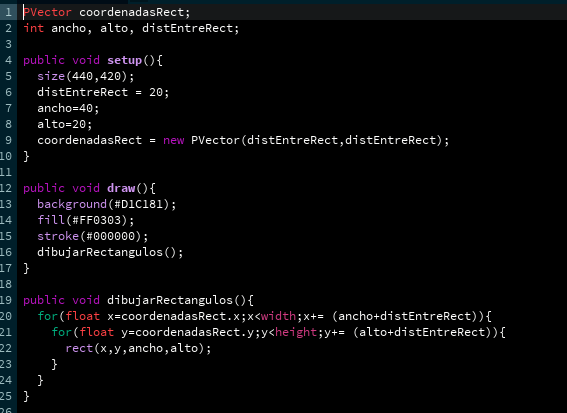 1 PVector coordenadasRect;
2 int ancho, alto, distEntreRect;
3
4 public void setup(){
5   size(440,420);
6   distEntreRect = 20;
7   ancho=40;
8   alto=20;
9   coordenadasRect = new PVector(distEntreRect,distEntreRect);
10 }
11
12 public void draw(){
13   background(#D1C181);
14   fill(#FF0303);
15   stroke(#000000);
16   dibujarRectangulos();
17 }
18
19 public void dibujarRectangulos(){
20   for(float x=coordenadasRect.x;x<width;x+= (ancho+distEntreRect)){
21     for(float y=coordenadasRect.y;y<height;y+= (alto+distEntreRect)){
22       rect(x,y,ancho,alto);
23     }
24   }
25 }
26